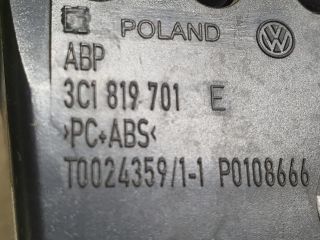 POLAND
ABP
3C1 819 701 E
>PC+ABS<
T0024359/1-1 P0108666